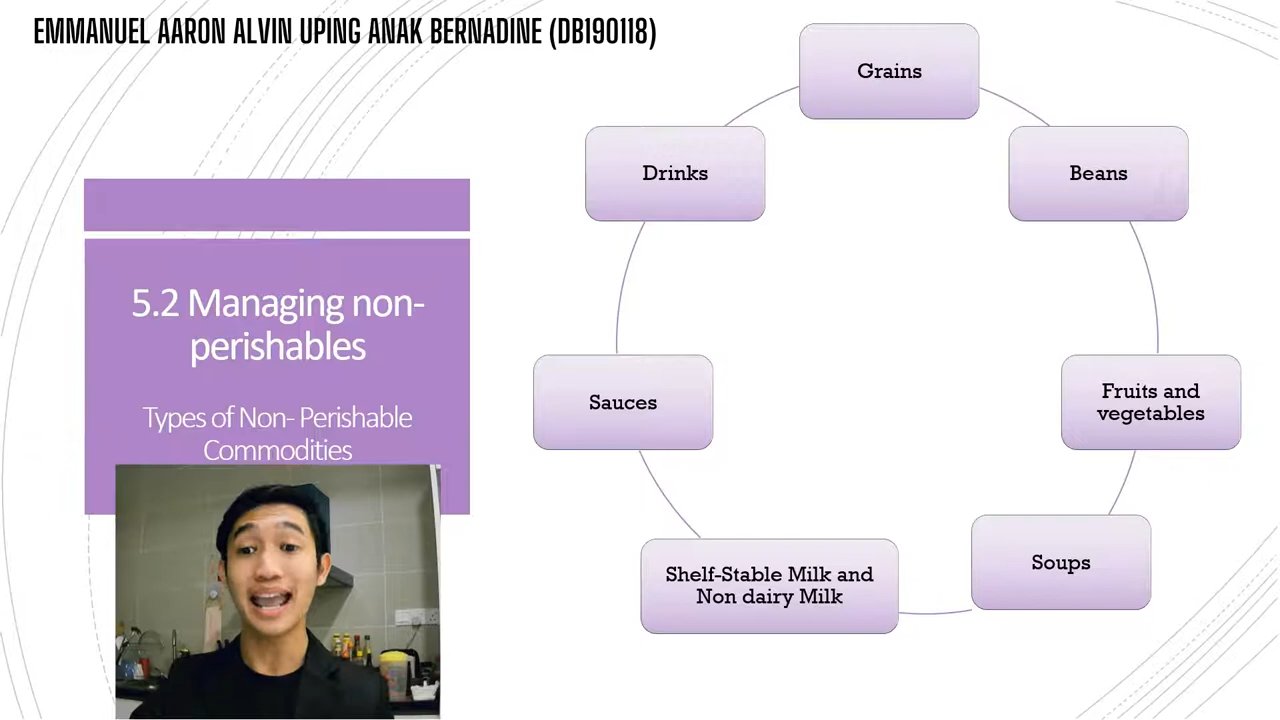 EMMANUEL AARON ALVIN UPING ANAK BERNADINE (DB190118)
5.2 Managing non-
perishables
Types of Non- Perishable
Commodities
Grains
Beans
Fruits and
vegetables
Soups
Shelf-Stable Milk and
Non dairy Milk
Sauces
Drinks